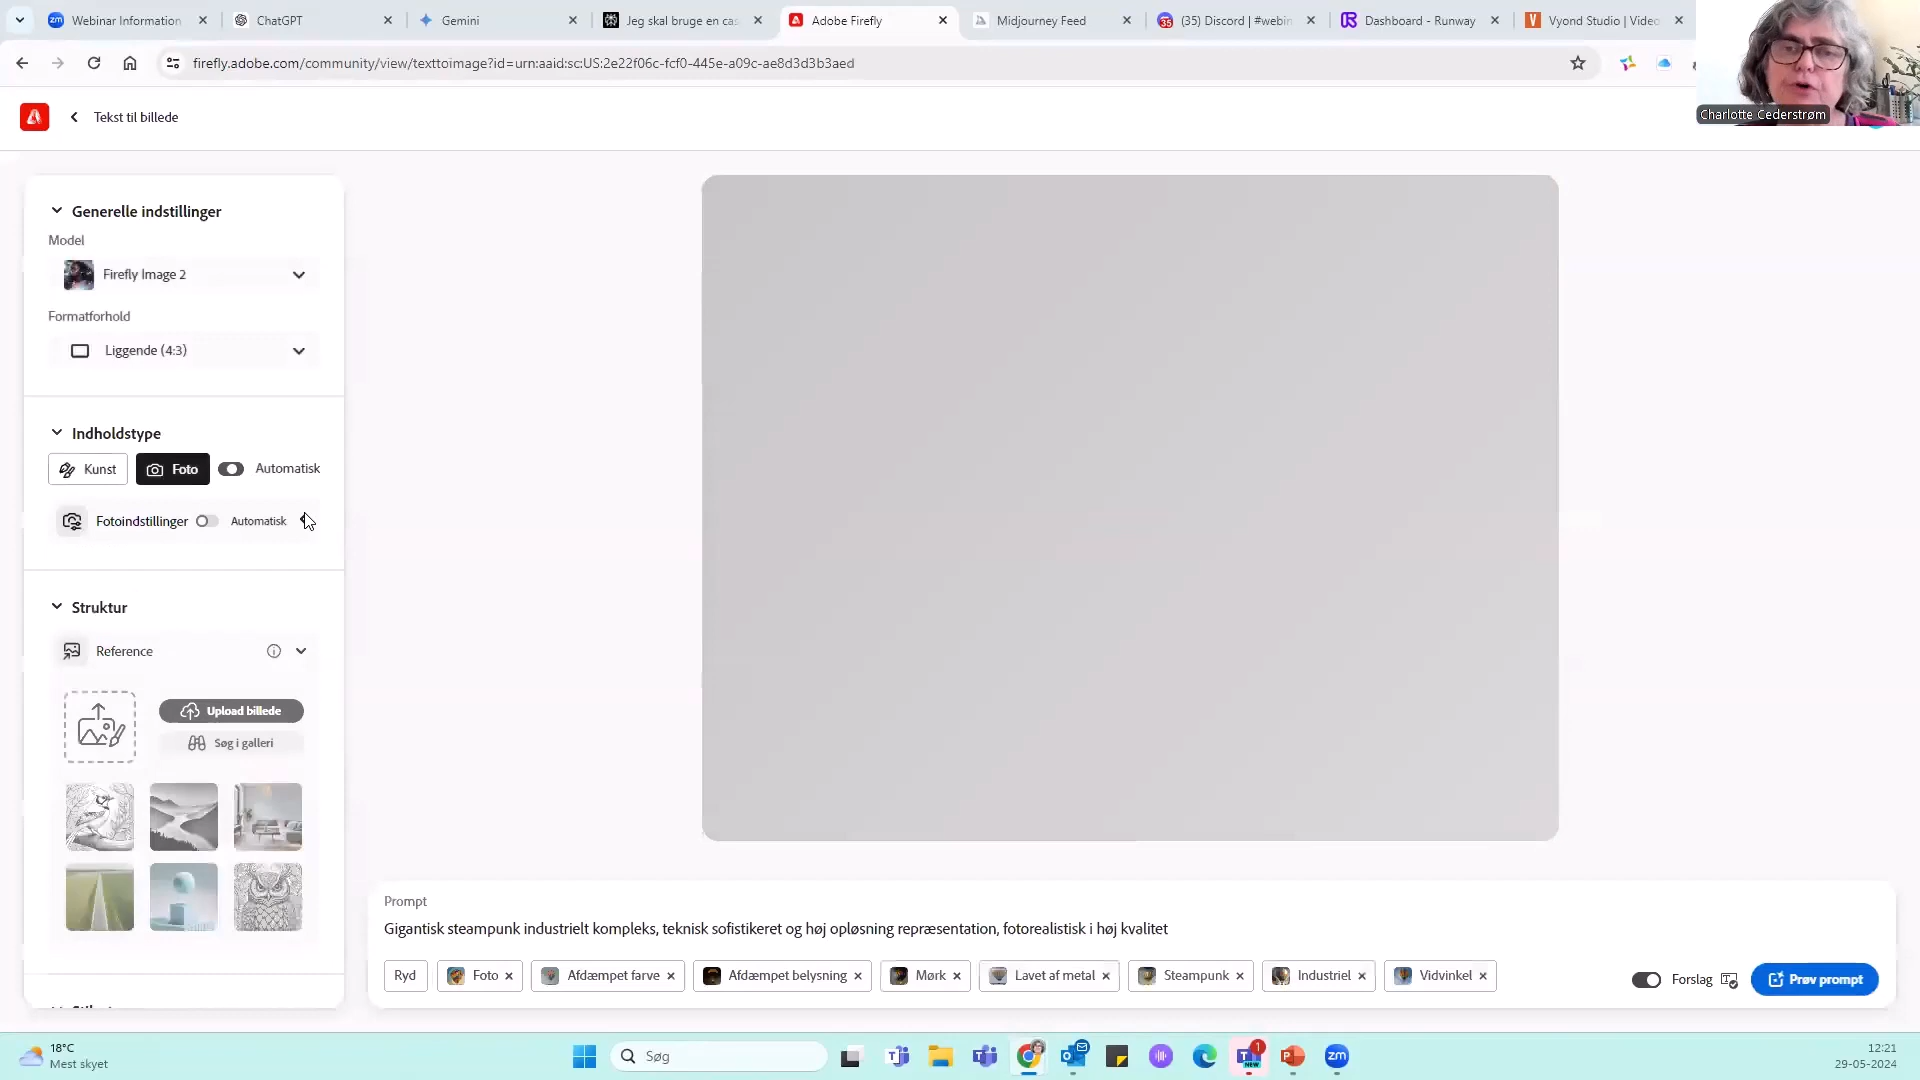 Webinar Information
ChatGPT
Gemini
Jeg skal bruge en cas
Adobe Firefly
Midjourney Feed
(35) Discord | #webin
Dashboard - Runway
Vyond Studio | Video
firefly.adobe.com/community/view/texttoimage?id=urn:aaid:sc:US:2e22f06c-fcf0-445e-a09c-ae8d3d3b3aed
Charlotte Cederstrøm
Tekst til billede
Generelle indstillinger
Model
Firefly Image 2
Formatforhold
Liggende (4:3)
Indholdstype
Kunst
Foto
Automatisk
Fotoindstillinger
Automatisk
Struktur
Reference
Upload billede
Søg i galleri
Prompt
Gigantisk steampunk industrielt kompleks, teknisk sofistikeret og høj opløsning repræsentation, fotorealistisk i høj kvalitet
Ryd
Foto
Afdæmpet farve
Afdæmpet belysning
Mørk
Lavet af metal
Steampunk
Industriel
Vidvinkel
Forslag
Prøv prompt
18°C
Mest skyet
Søg
12:21
29-05-2024